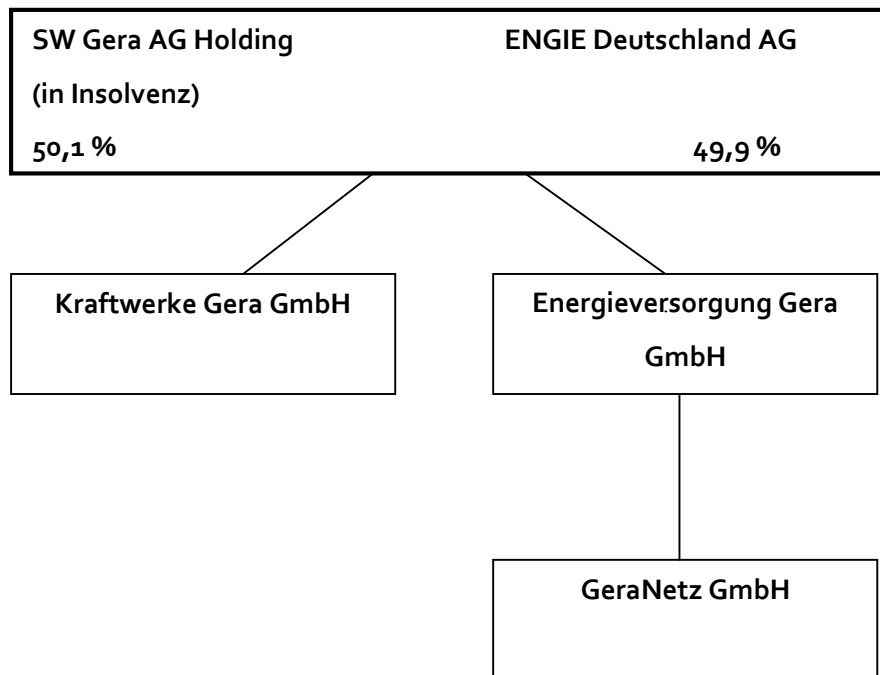 SW Gera AG Holding ENGIE Deutschland AG
(in Insolvenz)
50,1 % 49,9 %
Kraftwerke Gera GmbH
Energieversorgung Gera
GmbH
GeraNetz GmbH